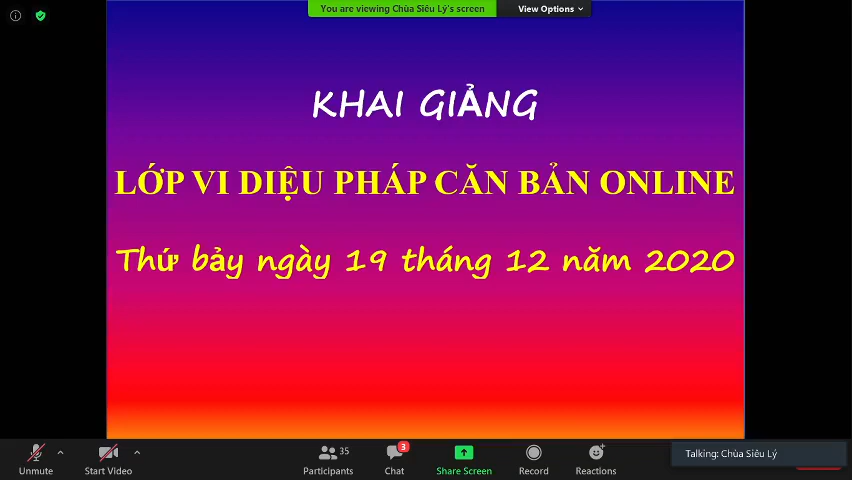 You are viewing Chùa Siêu Lý's screen
View Options
KHAI GIẢNG
LỚP VI DIỆU PHÁP CĂN BẢN ONLINE
Thứ bảy ngày 19 tháng 12 năm 2020
Talking: Chùa Siêu Lý
35
3
Unmute
Start Video
Participants
Chat
Share Screen
Record
Reactions